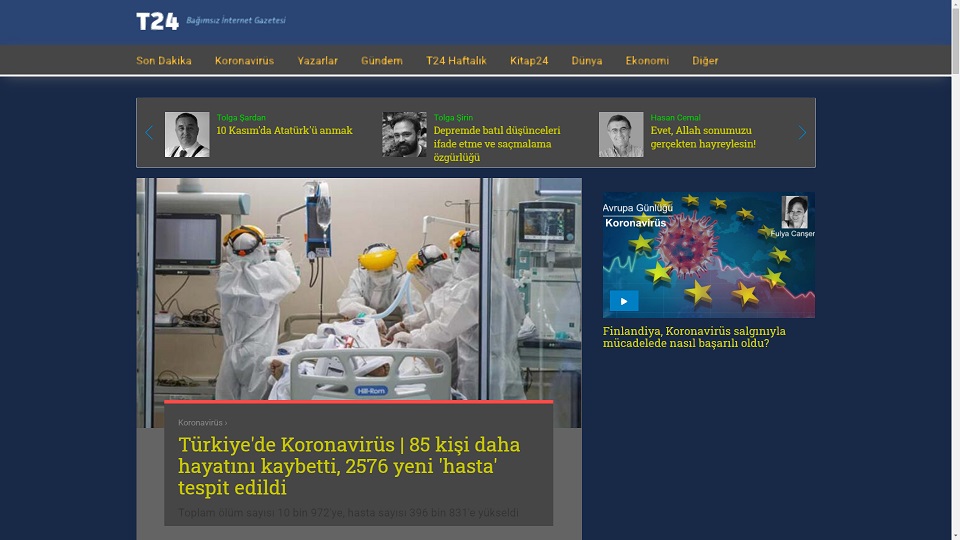 T24 Bağımsız İnternet Gazetesi
Son Dakika Koronavirüs Yazarlar Gündem T24 Haftalık Kitap24 Dünya Ekonomi Diğer
Tolga Şardan
10 Kasım'da Atatürk'ü anmak
Tolga Şirin
Depremde batıl düşünceleri
ifade etme ve saçmalama
özgürlüğü
Hasan Cemal
Evet, Allah sonumuzu
gerçekten hayreylesin!
Hill-Rom
Koronavirüs ›
Türkiye'de Koronavirüs | 85 kişi daha
hayatını kaybetti, 2576 yeni 'hasta'
tespit edildi
Toplam ölüm sayısı 10 bin 972'ye, hasta sayısı 396 bin 831'e yükseldi
Avrupa Günlüğü
Koronavirüs
Fulya Canşen
Finlandiya, Koronavirüs salgınıyla
mücadelede nasıl başarılı oldu?